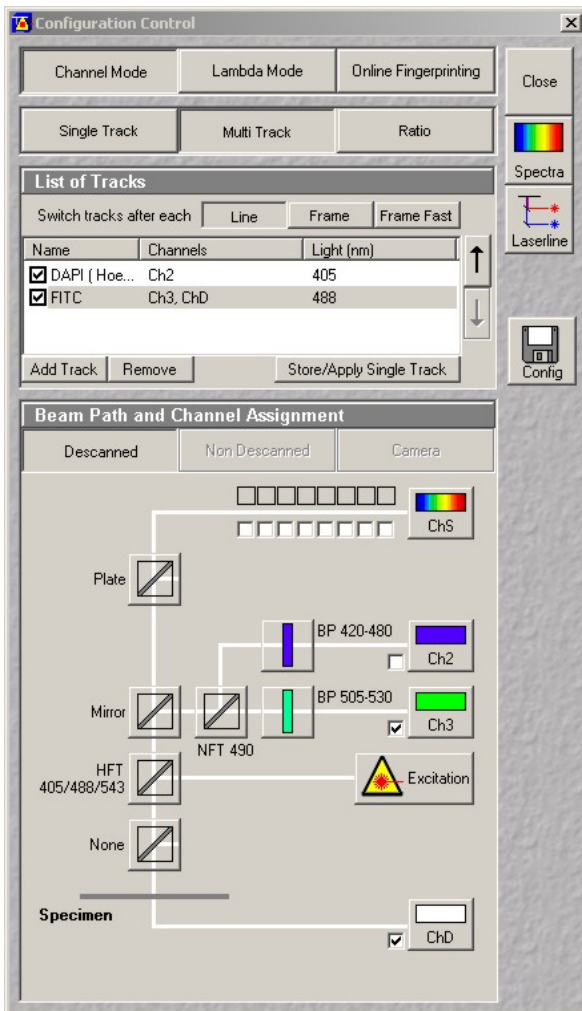 Configuration Control
Channel Mode
Lambda Mode
Online Fingerprinting
Close
Single Track
Multi Track
Ratio
Spectra
List of Tracks
Switch tracks after each
Line
Frame
Frame Fast
Laserline
Name
Channels
Light (nm)
DAPI ( Hoe...
Ch2
405
FITC
Ch3, ChD
488
Add Track
Remove
Store/Apply Single Track
Config
Beam Path and Channel Assignment
Descanned
Non Descanned
Camera
ChS
Plate
BP 420-480
Ch2
Mirror
BP 505-530
Ch3
NFT 490
HFT
405/488/543
Excitation
None
Specimen
ChD